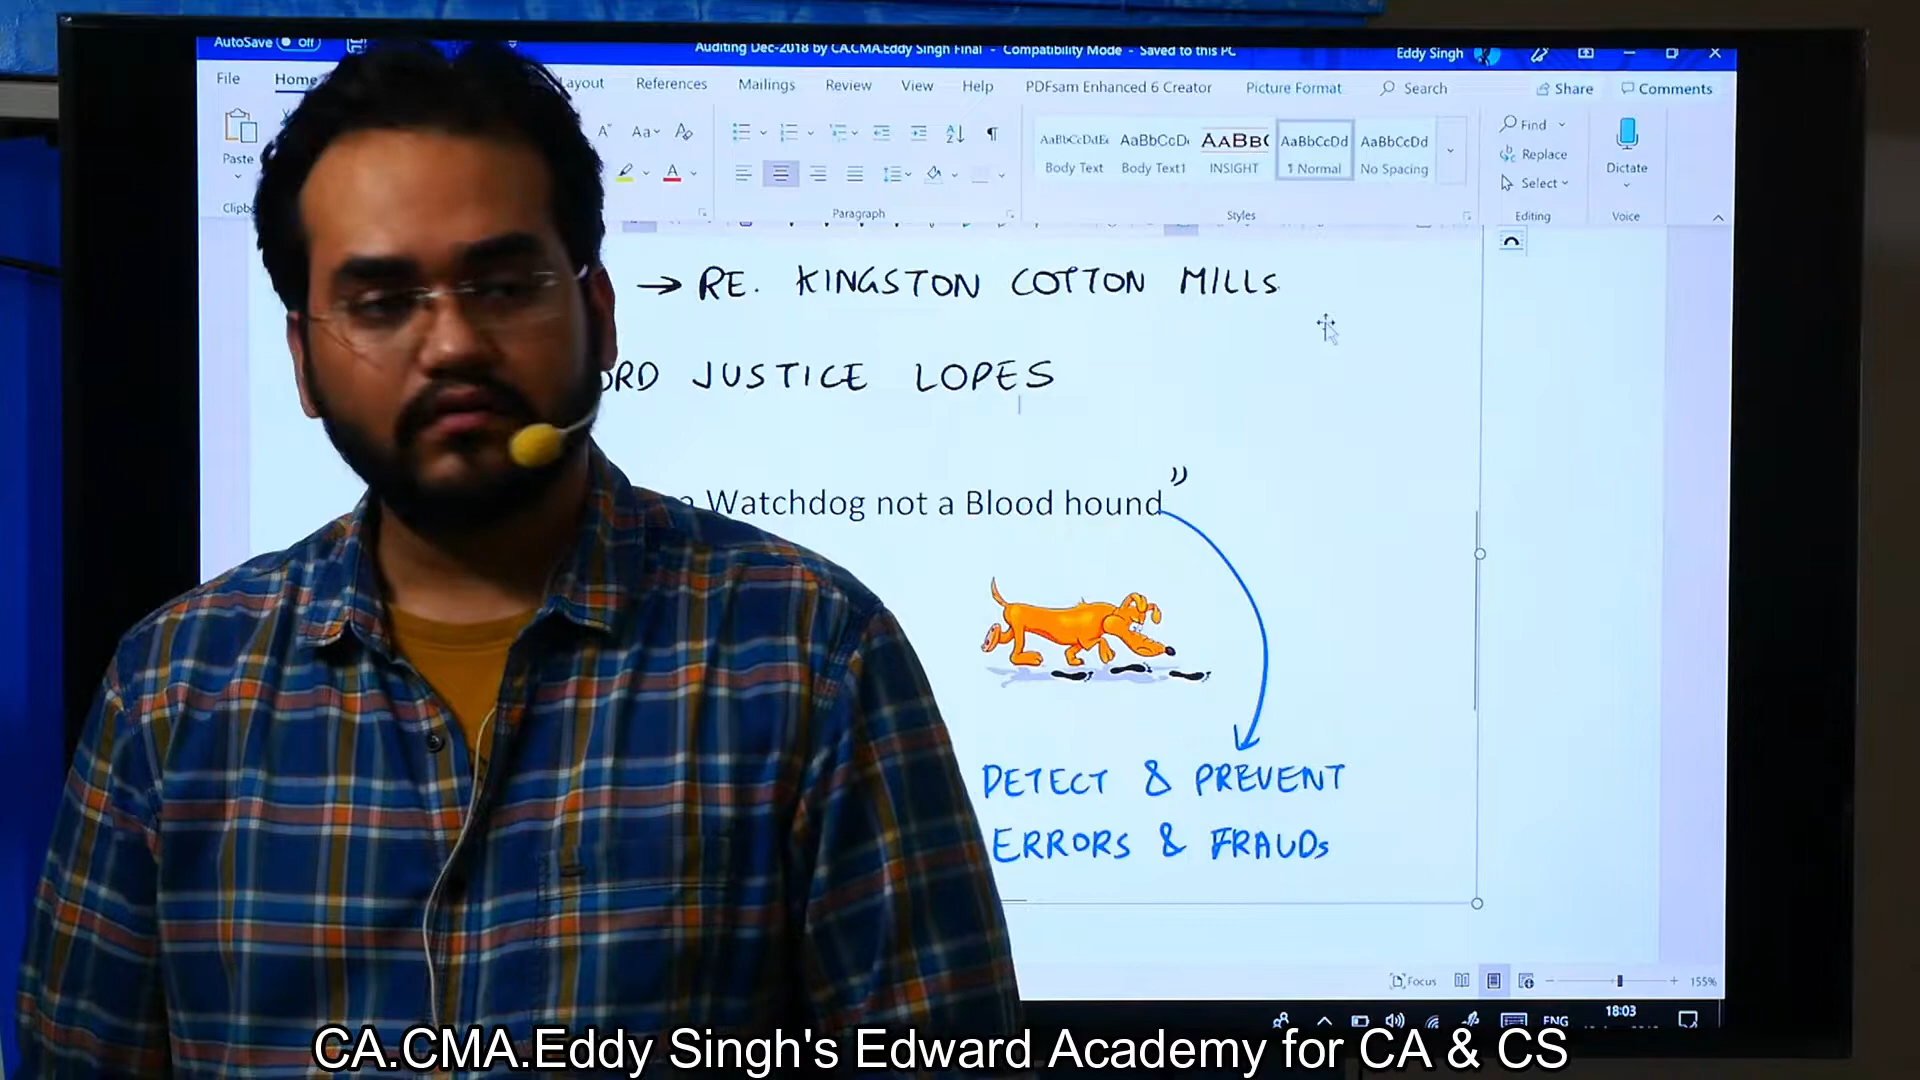 AutoSave Off Auditing Dec-2018 by CA.CMA.Eddy Singh Final - Compatibility Mode - Saved to this PC Eddy Singh
File Home Layout References Mailings Review View Help PDFsam Enhanced 6 Creator Picture Format Search Share Comments
Paste
Aa
AaBbCcDdEe AaBbCcDc AABBC AaBbCcDd AaBbCcDd
Body Text Body Text1 INSIGHT ¶ Normal No Spacing
Find
Replace
Select
Dictate
Paragraph Styles Editing Voice
→ RE. KINGSTON COTTON MILLS
JUSTICE LOPES
a Watchdog not a Blood hound”
DETECT & PREVENT
ERRORS & FRAUDS
Focus 155%
ENG 18:03
CA.CMA.Eddy Singh's Edward Academy for CA & CS